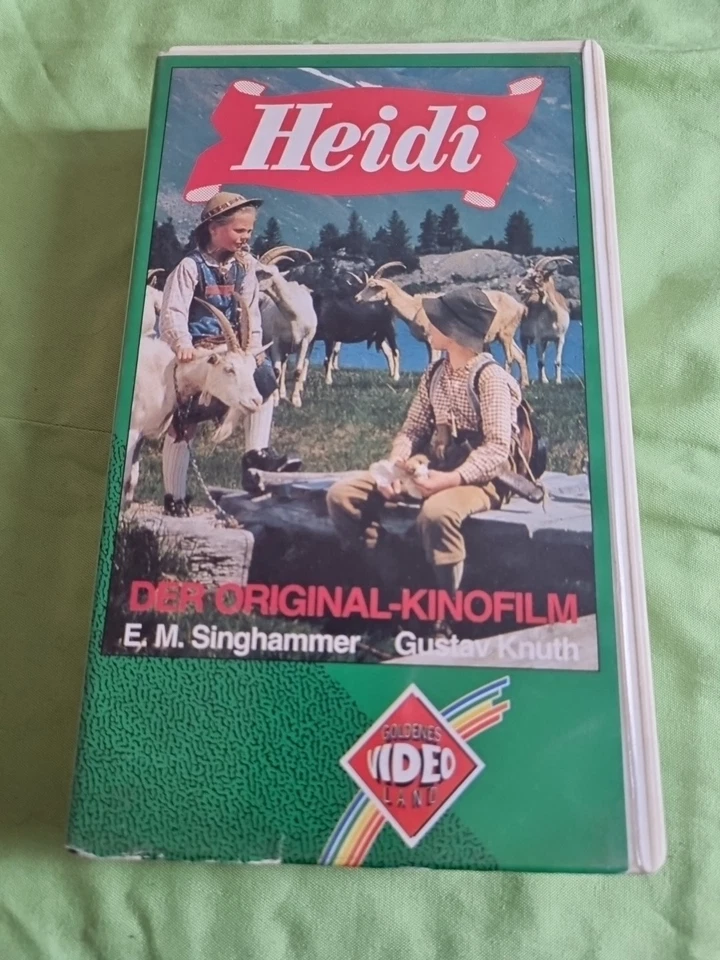 Heidi
DER ORIGINAL-KINOFILM
E. M. Singhammer Gustav Knuth
GOLDENES
VIDEO
LAND